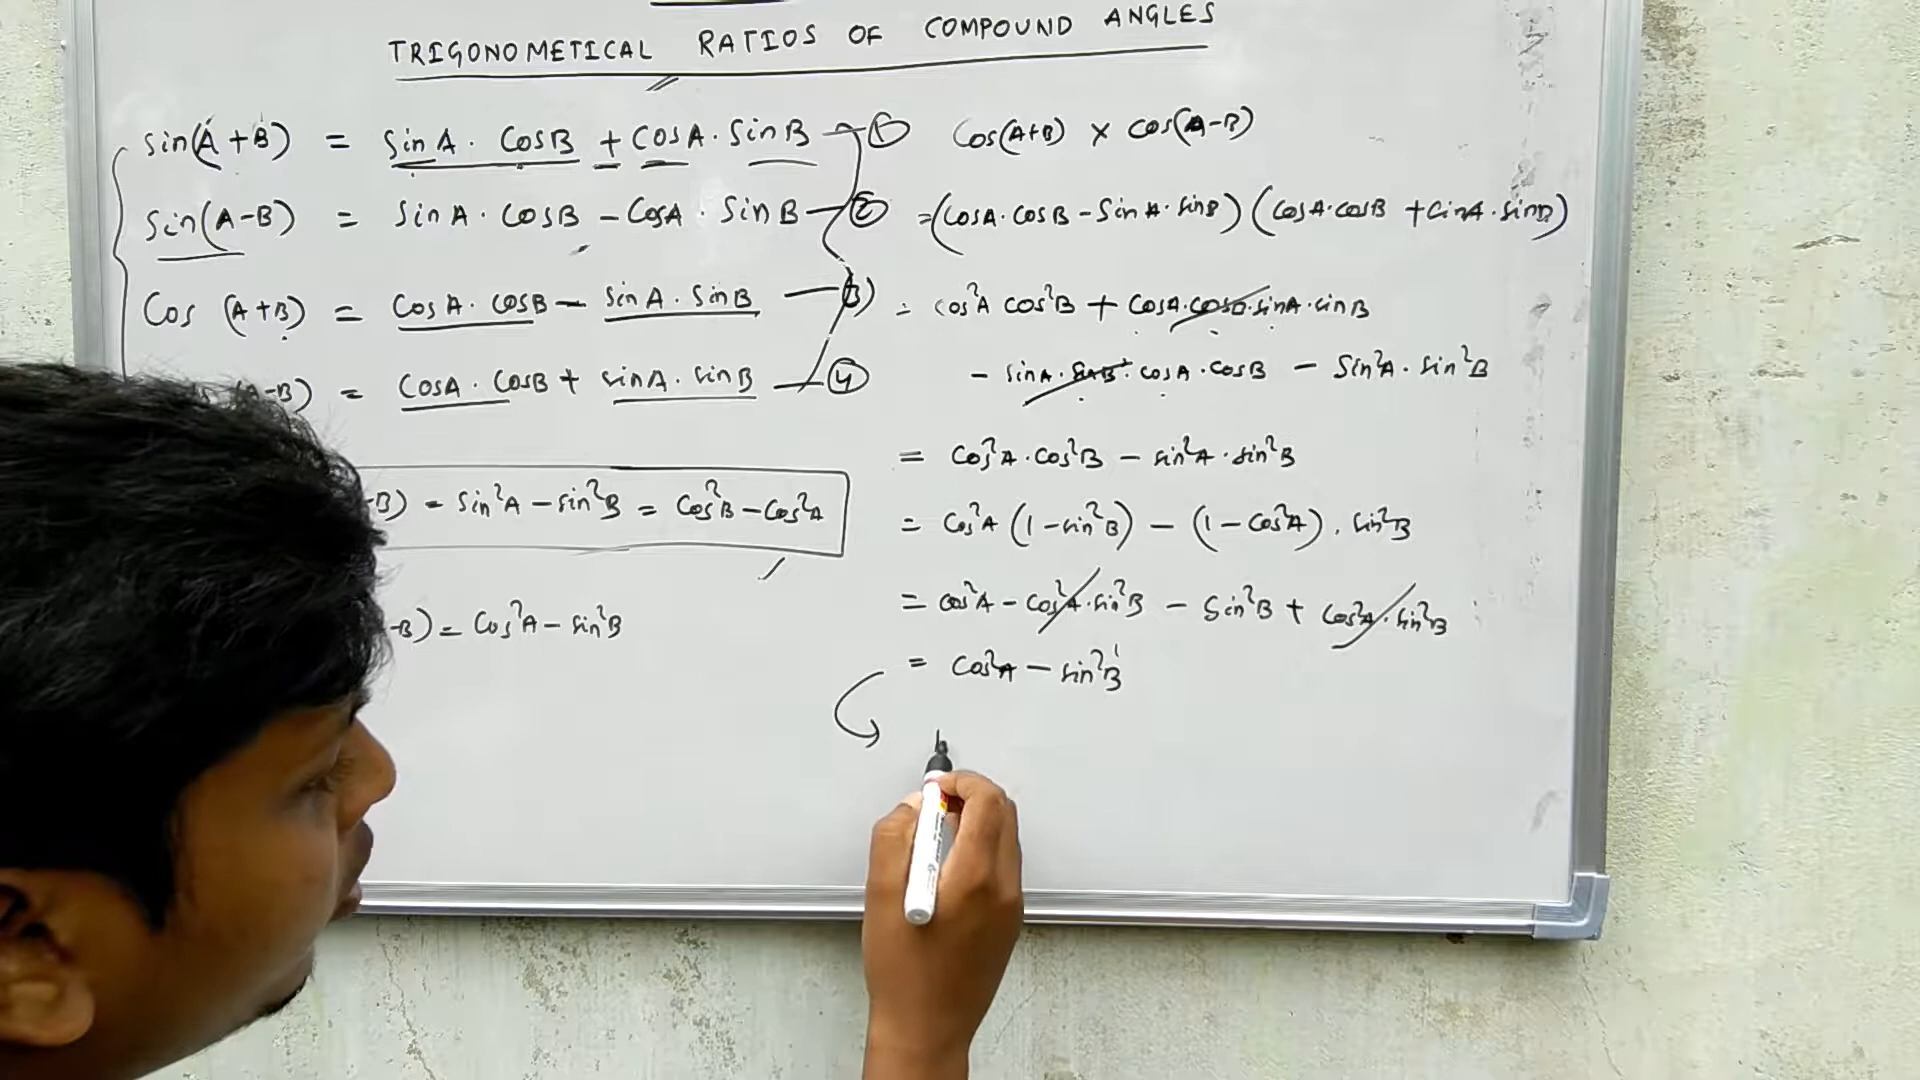 TRIGONOMETICAL RATIOS OF COMPOUND ANGLES
sin(A+B) = sinA . cosB + cosA . sinB — ①
sin(A-B) = sinA . cosB - cosA . sinB — ②
Cos (A+B) = CosA . cosB - sinA . sinB — 3)
A-B) = cosA . cosB + sinA . sinB — ④
-B) = sin²A - sin²B = cos²B - cos²A
-B) = cos²A - sin²B
cos(A+B) × cos(A-B)
= (cosA . cosB - sinA . sinB) (cosA . cosB + sinA . sinB)
= cos²A cos²B + cosA . cosB . sinA . sinB
- sinA . sinB . cosA . cosB - sin²A . sin²B
= cos²A . cos²B - sin²A . sin²B
= cos²A (1 - sin²B) - (1 - cos²A) . sin²B
= cos²A - cos²A . sin²B - sin²B + cos²A . sin²B
= cos²A - sin²B